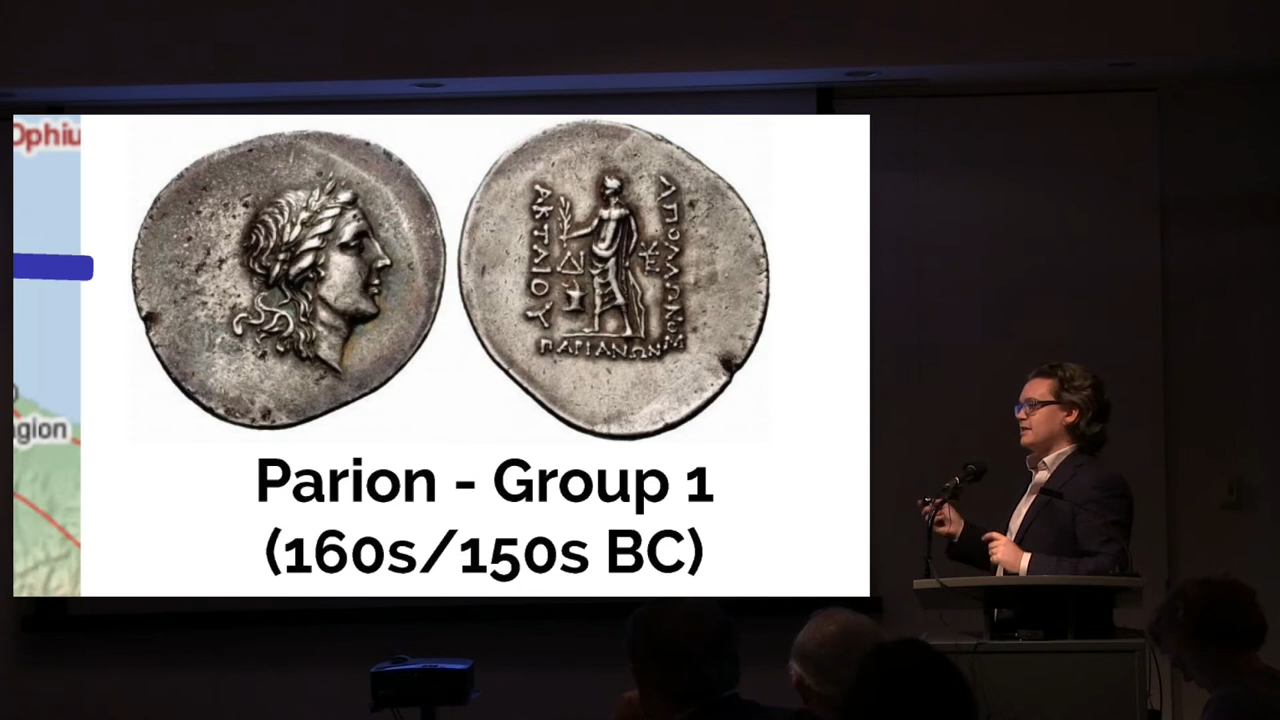 Ophiu
gion
ΑΚΤΑΙΟΥ
ΑΠΟΛΛΩΝΟΣ
ΠΑΡΙΑΝΩΝ
Parion - Group 1
(160s/150s BC)